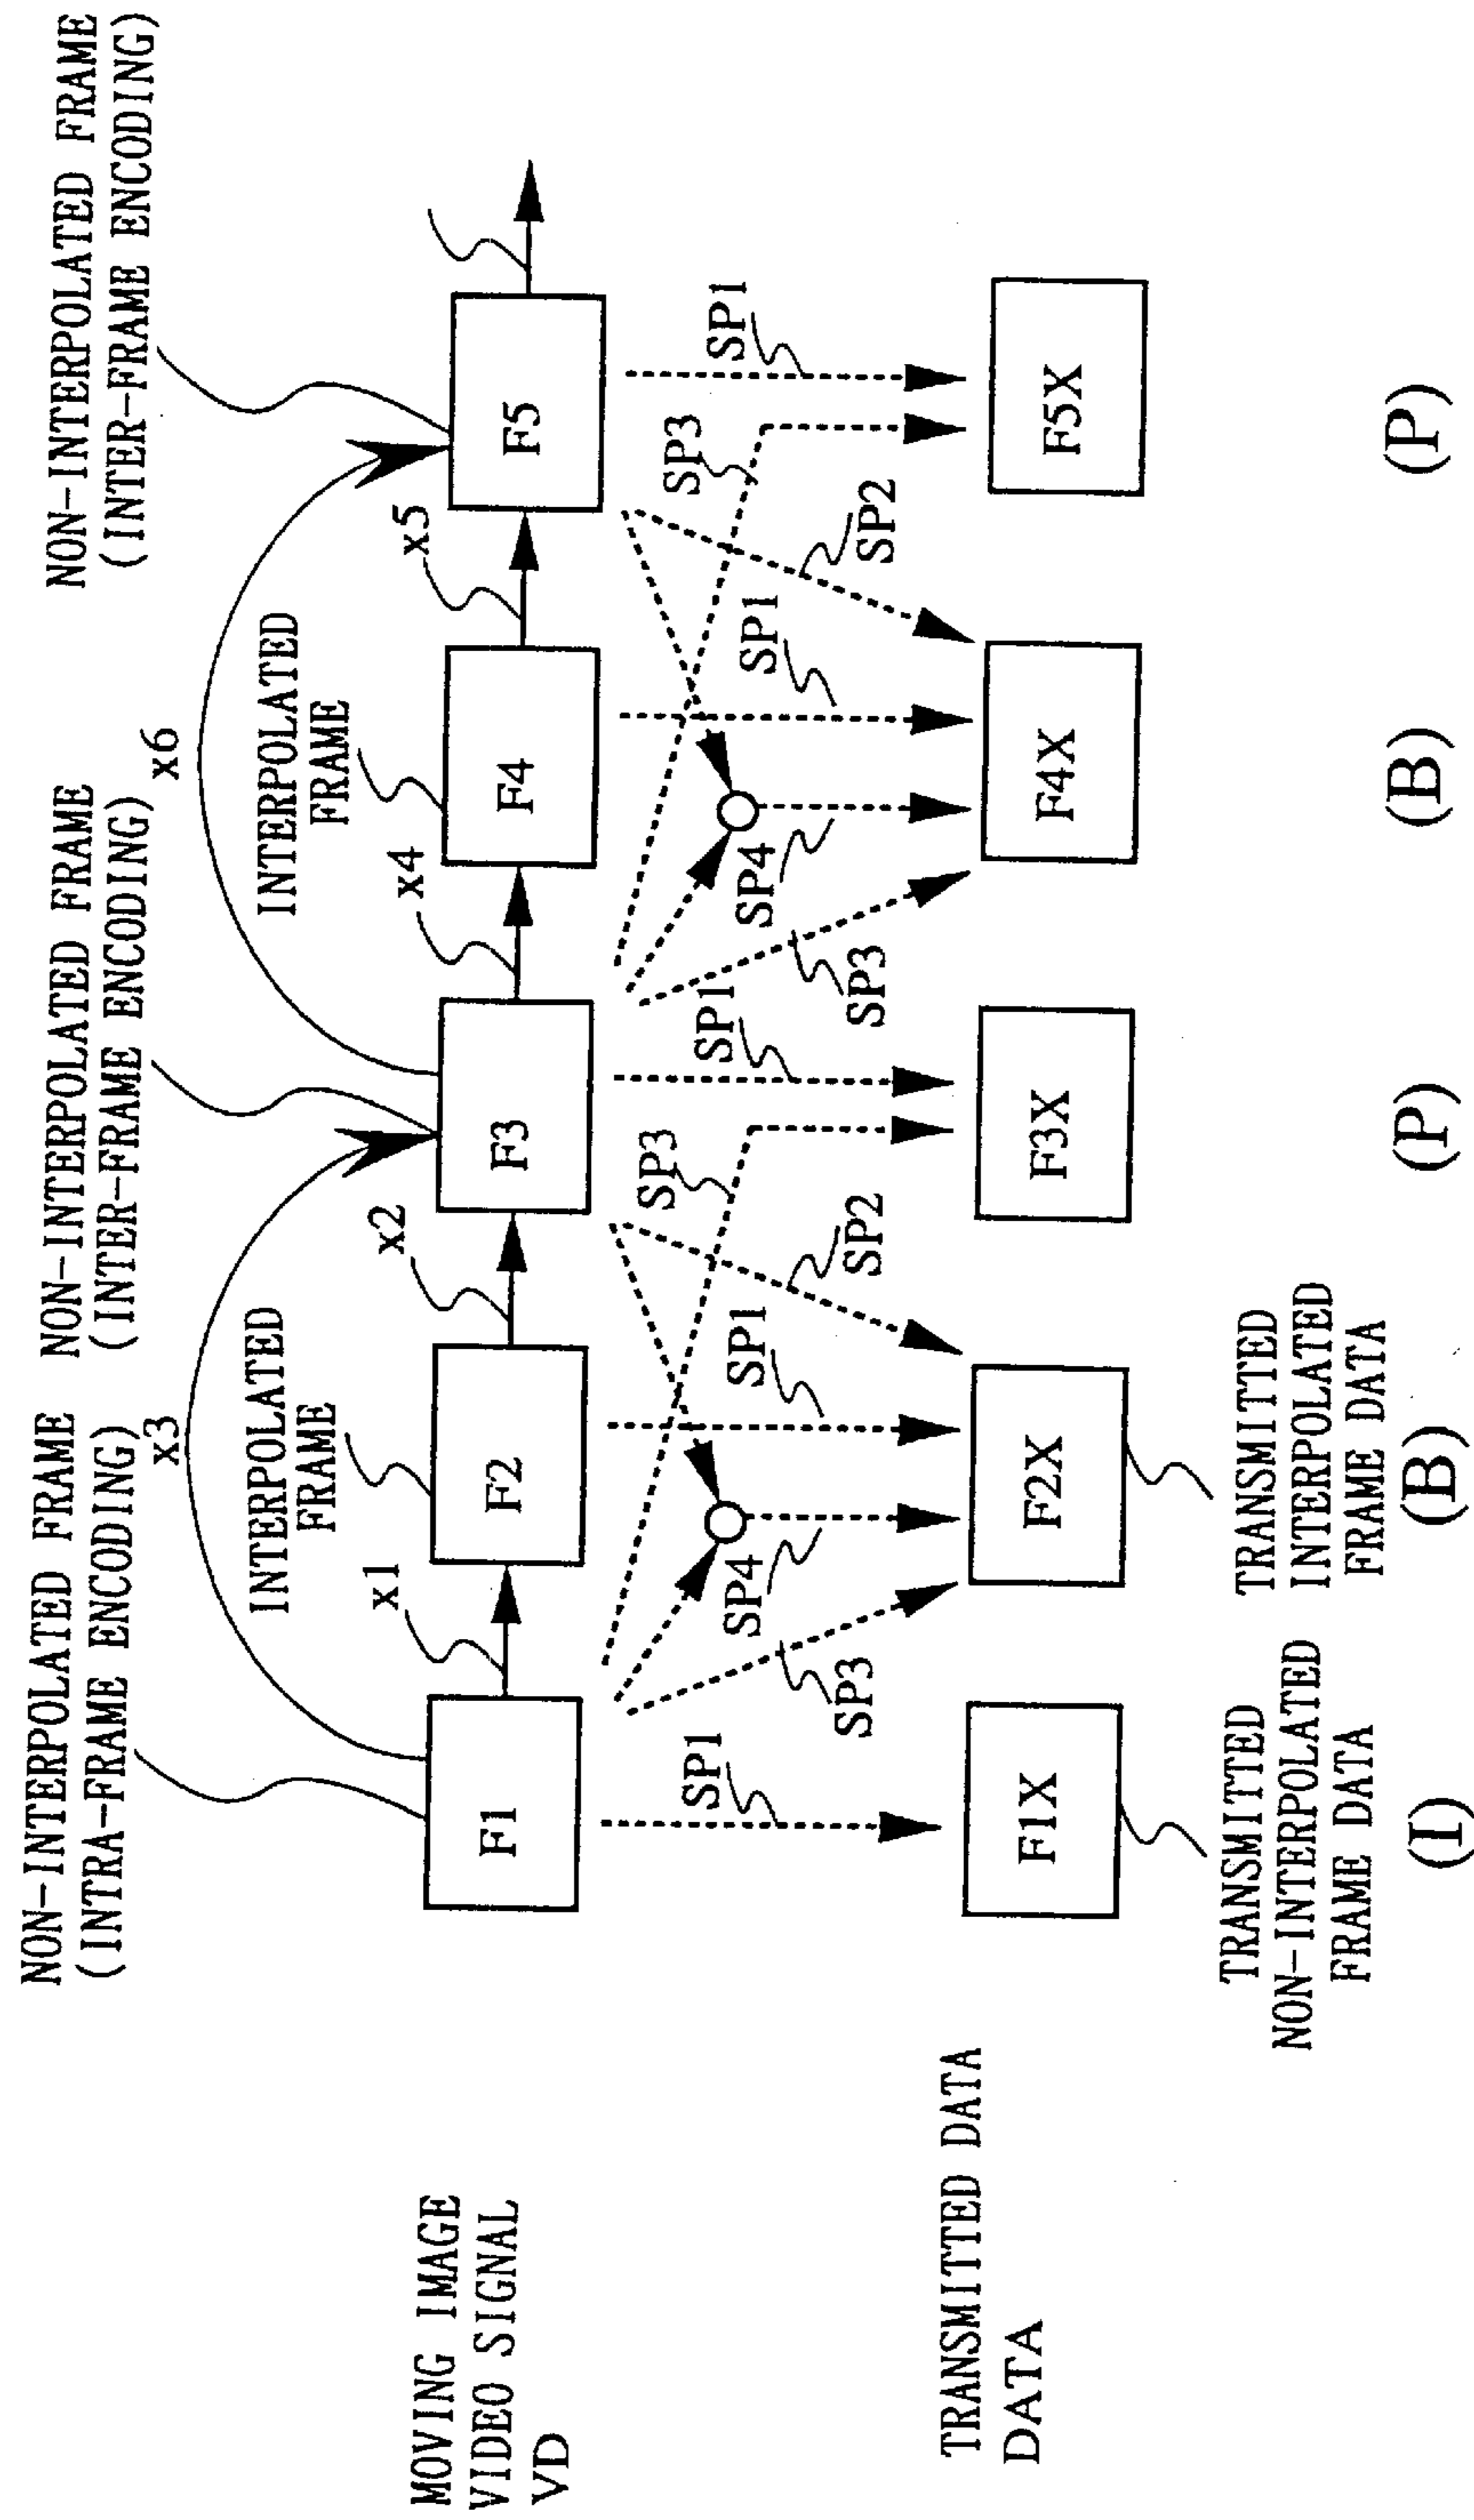 NON-INTERPOLATED FRAME
(INTRA-FRAME ENCODING)
NON-INTERPOLATED FRAME
(INTER-FRAME ENCODING)
NON-INTERPOLATED FRAME
(INTER-FRAME ENCODING)
x3
x6
INTERPOLATED
FRAME
INTERPOLATED
FRAME
x1
x2
x4
x5
MOVING IMAGE
VIDEO SIGNAL
VD
F1
F2
F3
F4
F5
SP1
SP3
SP4
SP1
SP2
SP3
SP1
SP3
SP4
SP1
SP2
SP3
SP1
TRANSMITTED DATA
DATA
F1X
F2X
F3X
F4X
F5X
TRANSMITTED
NON-INTERPOLATED
FRAME DATA
TRANSMITTED
INTERPOLATED
FRAME DATA
(I)
(B)
(P)
(B)
(P)